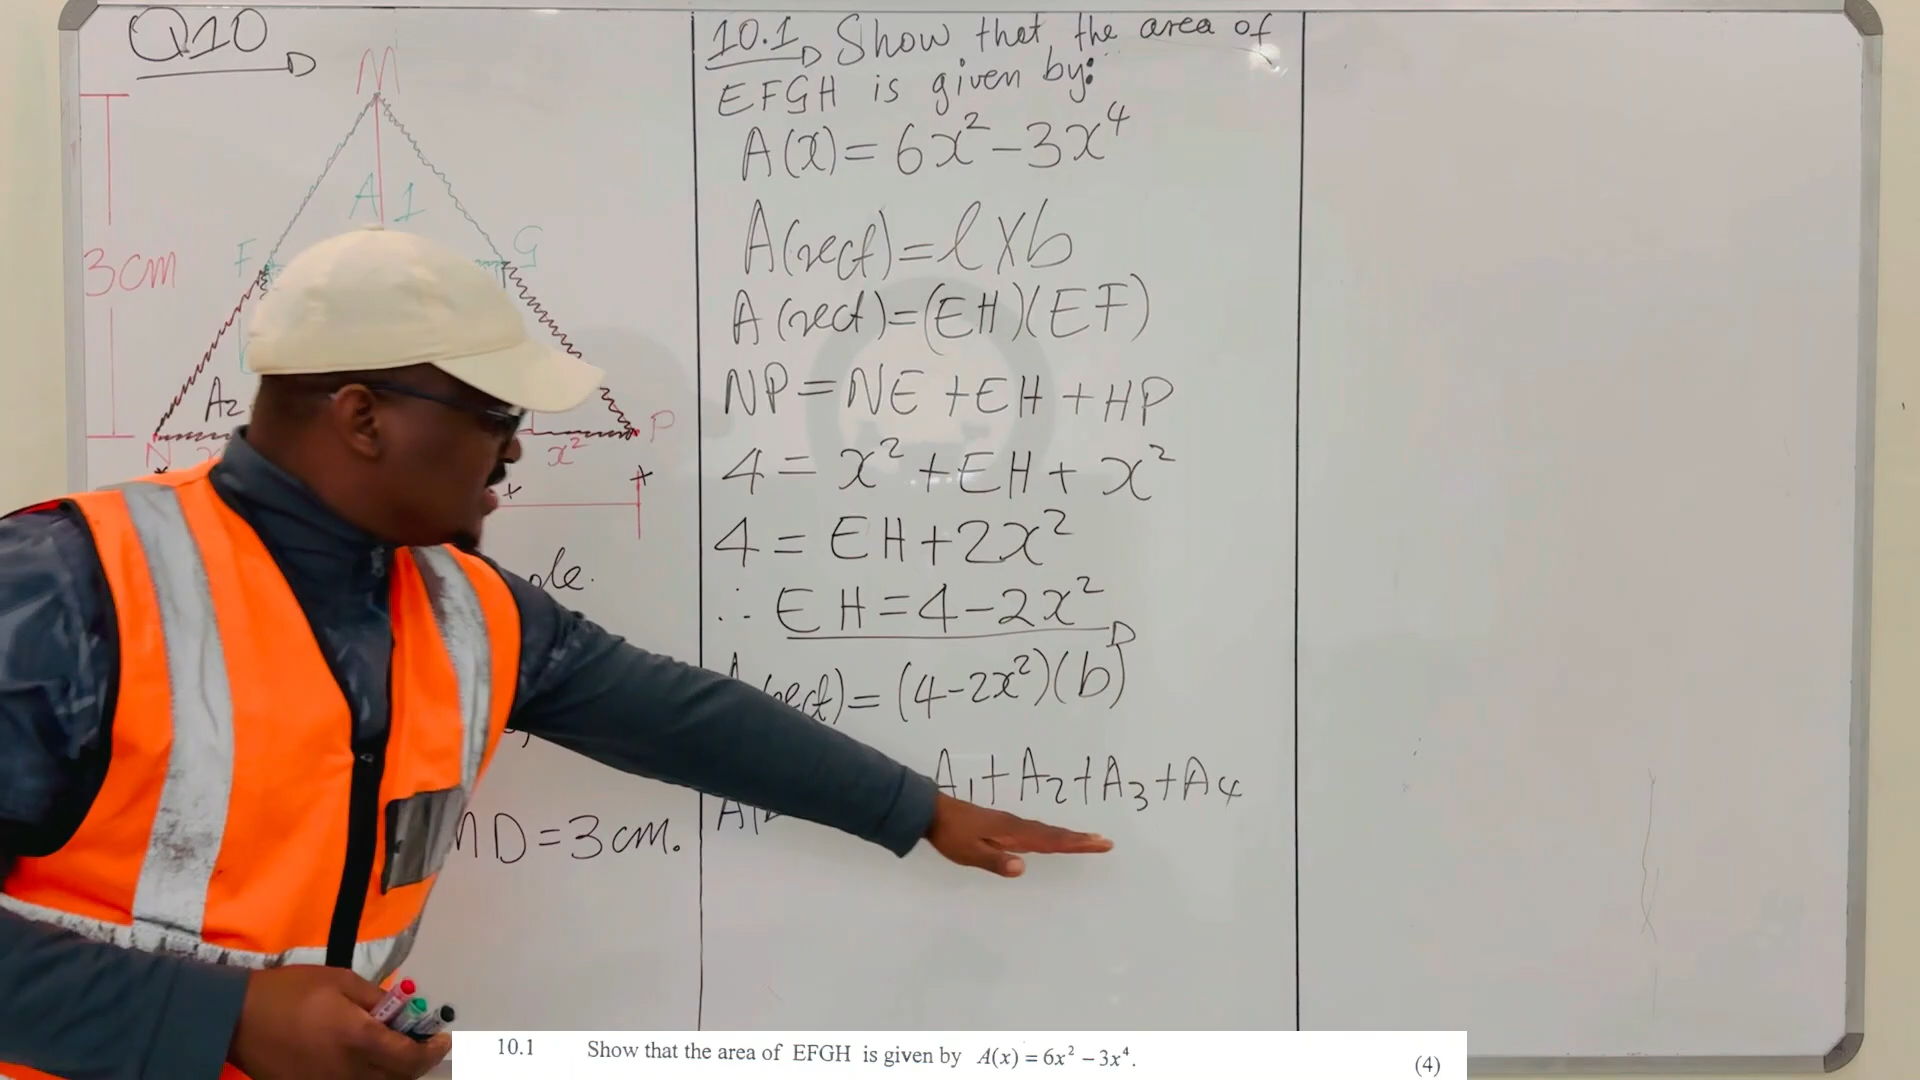 Q10
M
3cm
A 1
F
G
A2
N
x²
P
ole.
D=3cm.
10.1 Show that the area of
EFGH is given by:
A(x)= 6x²-3x⁴
A(rect)=l×b
A(rect)=(EH)(EF)
NP=NE+EH+HP
4=x²+EH+x²
4=EH+2x²
∴ EH=4-2x²
=(4-2x²)(b)
A1+A2+A3+A4
10.1 Show that the area of EFGH is given by A(x) = 6x² – 3x⁴.
(4)